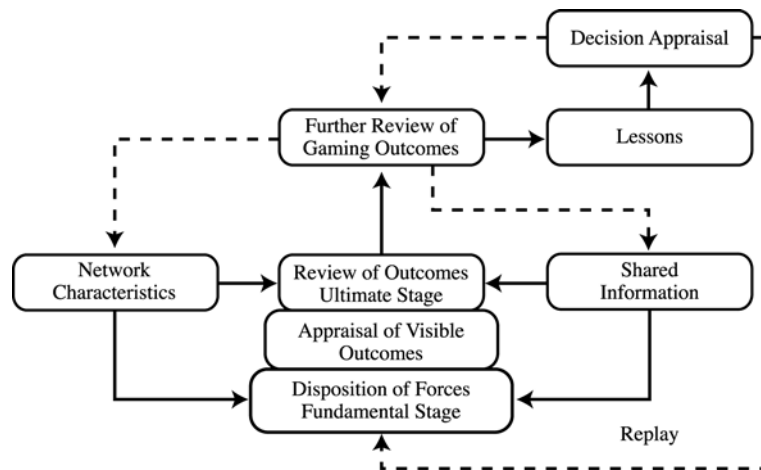 Decision Appraisal
Further Review of
Gaming Outcomes
Lessons
Network
Characteristics
Review of Outcomes
Ultimate Stage
Shared
Information
Appraisal of Visible
Outcomes
Disposition of Forces
Fundamental Stage
Replay